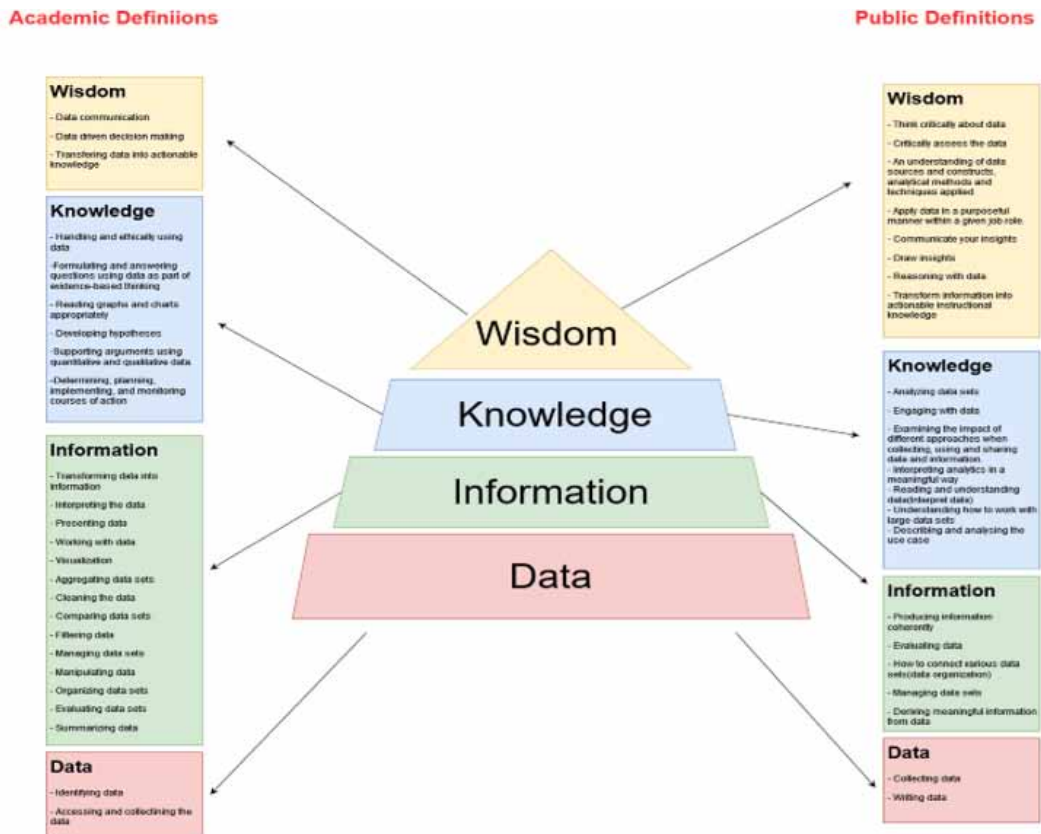 Academic Definiions
Public Definitions
Wisdom
- Data communication
- Data driven decision making
- Transfering data into actionable
knowledge
Knowledge
- Handling and ethically using
data
-Formulating and answering
questions using data as part of
evidence-based thinking
- Reading graphs and charts
appropriately
- Developing hypotheses
-Supporting arguments using
quantitative and qualitative data
-Determining, planning,
implementing, and monitoring
courses of action
Information
- Transforming data into
information
- Interpreting the data
- Presenting data
- Working with data
- Visualization
- Aggregating data sets
- Cleaning the data
- Comparing data sets
- Filtering data
- Managing data sets
- Manipulating data
- Organizing data sets
- Evaluating data sets
- Summarizing data
Data
- Identifying data
- Accessing and collectining the
data
Wisdom
Knowledge
Information
Data
Wisdom
- Think critically about data
- Critically assess the data
- An understanding of data
sources and constructs,
analytical methods and
techniques applied
- Apply data in a purposeful
manner within a given job role.
- Communicate your insights
- Draw insights
- Reasoning with data
- Transform information into
actionable instructional
knowledge
Knowledge
- Analyzing data sets
- Engaging with data
- Examining the impact of
different approaches when
collecting, using and sharing
data and information.
- Interpreting analytics in a
meaningful way
- Reading and understanding
data(interpret data)
- Understanding how to work with
large data sets
- Describing and analysing the
use case
Information
- Producing information
coherently
- Evaluating data
- How to connect various data
sets(data organization)
- Managing data sets
- Deriving meaningful information
from data
Data
- Collecting data
- Writing data